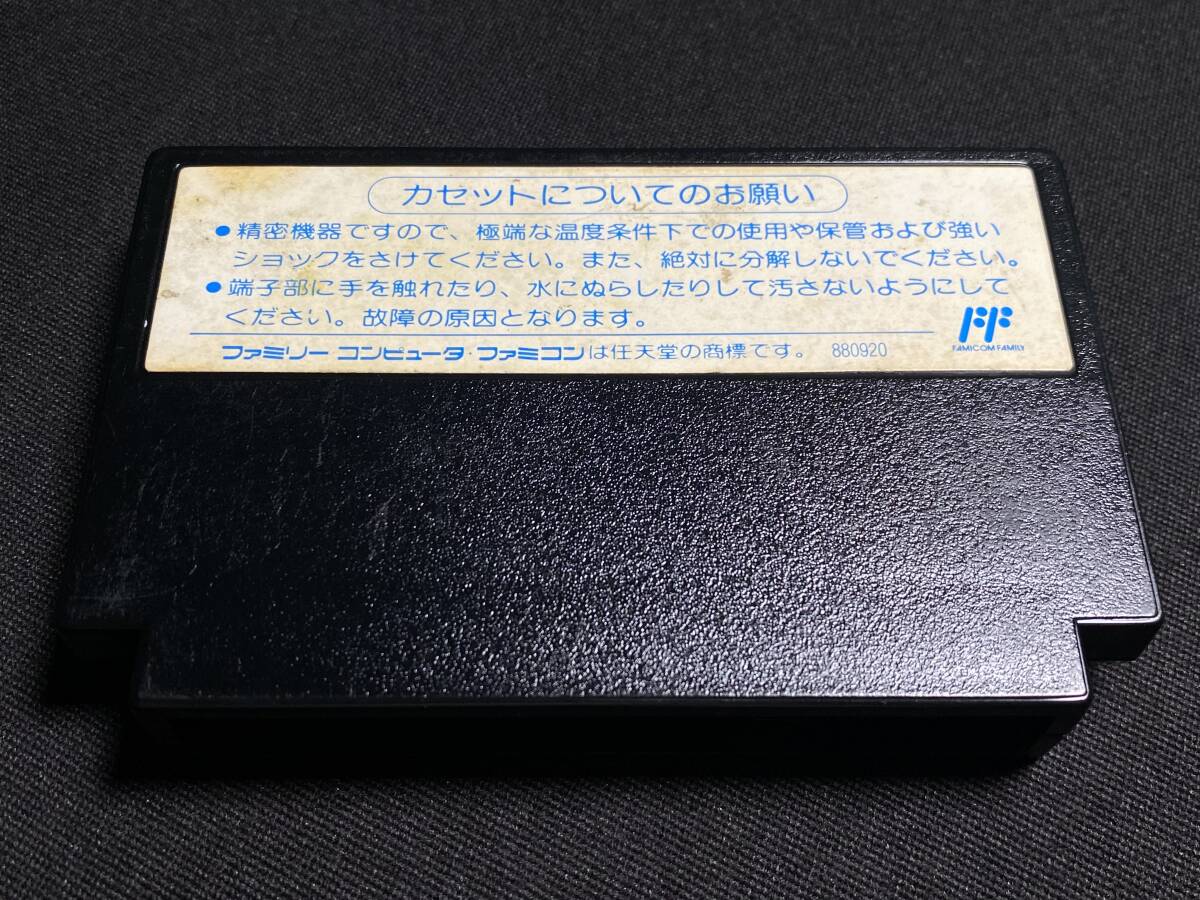 カセットについてのお願い
●精密機器ですので、極端な温度条件下での使用や保管および強い
ショックをさけてください。また、絶対に分解しないでください。
●端子部に手を触れたり、水にぬらしたりして汚さないようにして
ください。故障の原因となります。
FAMICOM FAMILY
ファミリー コンピュータ・ファミコンは任天堂の商標です。 880920